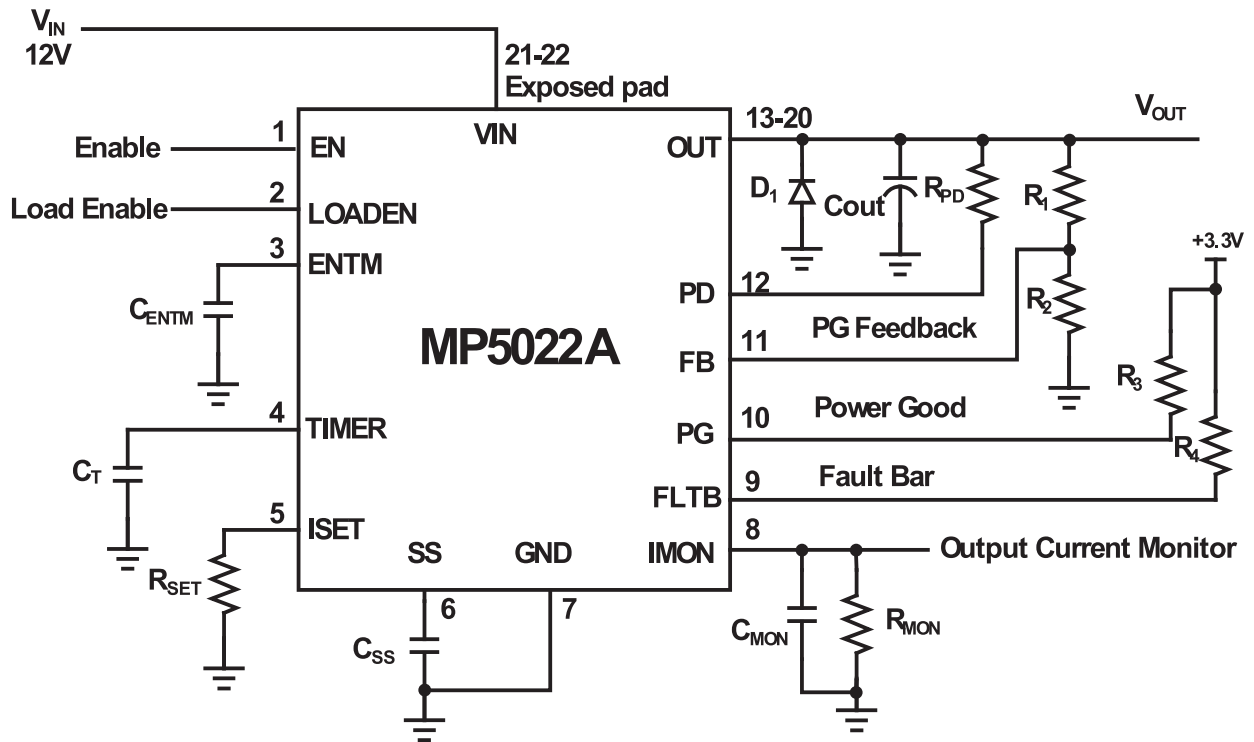 VIN
12V
21-22
Exposed pad
VIN
Enable
1
EN
Load Enable
2
LOADEN
3
ENTM
CENTM
4
TIMER
CT
5
ISET
RSET
SS
6
CSS
GND
7
MP5022A
13-20
OUT
VOUT
D1
Cout
RPD
R1
R2
+3.3V
12
PD
PG Feedback
11
FB
R3
Power Good
10
PG
R4
Fault Bar
9
FLTB
8
IMON
Output Current Monitor
CMON
RMON